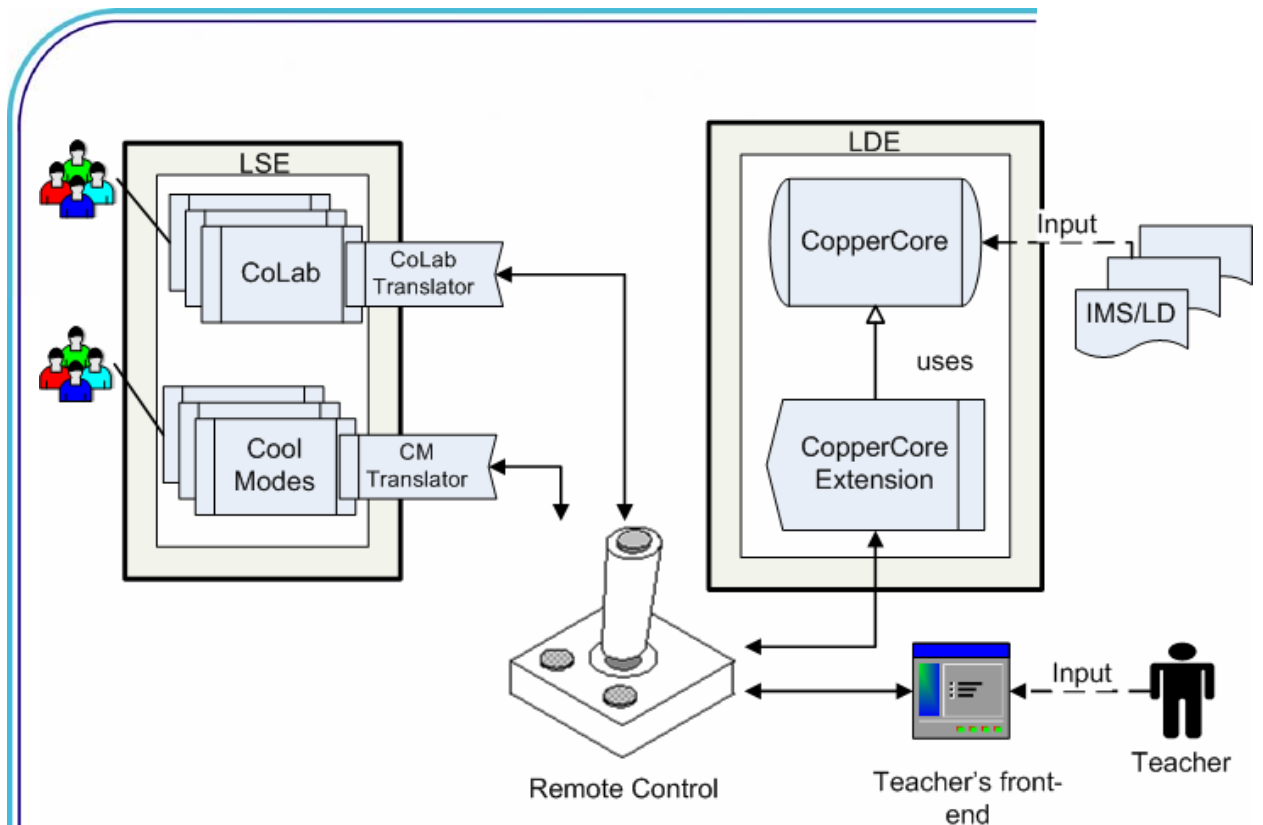 LSE
CoLab
CoLab
Translator
Cool
Modes
CM
Translator
LDE
CopperCore
Input
IMS/LD
uses
CopperCore
Extension
Remote Control
Teacher's front-
end
Input
Teacher